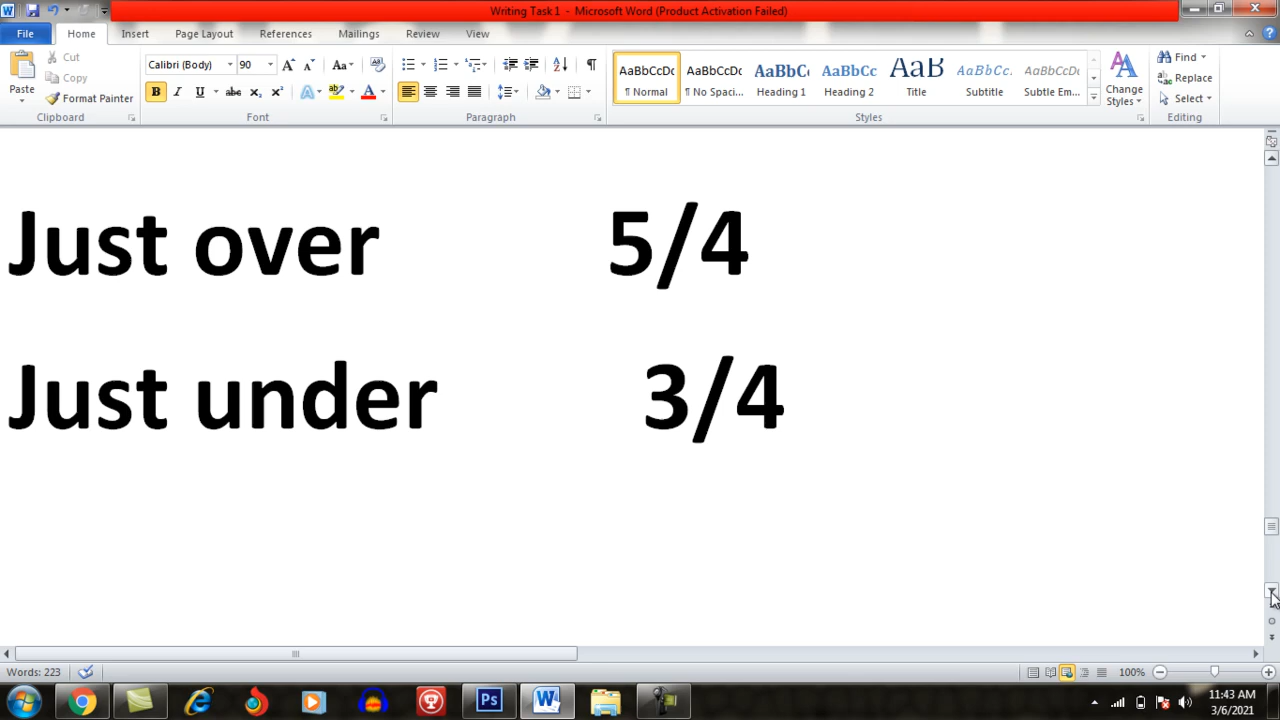 Writing Task 1 - Microsoft Word (Product Activation Failed)
File Home Insert Page Layout References Mailings Review View
Cut
Copy
Format Painter
Paste
Calibri (Body) 90
AaBbCcDc AaBbCcDc AaBbCc AaBbCc AaB AaBbCc. AaBbCcDc
¶ Normal ¶ No Spaci... Heading 1 Heading 2 Title Subtitle Subtle Em...
Change Styles
Find
Replace
Select
Clipboard Font Paragraph Styles Editing
Just over 5/4
Just under 3/4
Words: 223
100%
11:43 AM
3/6/2021